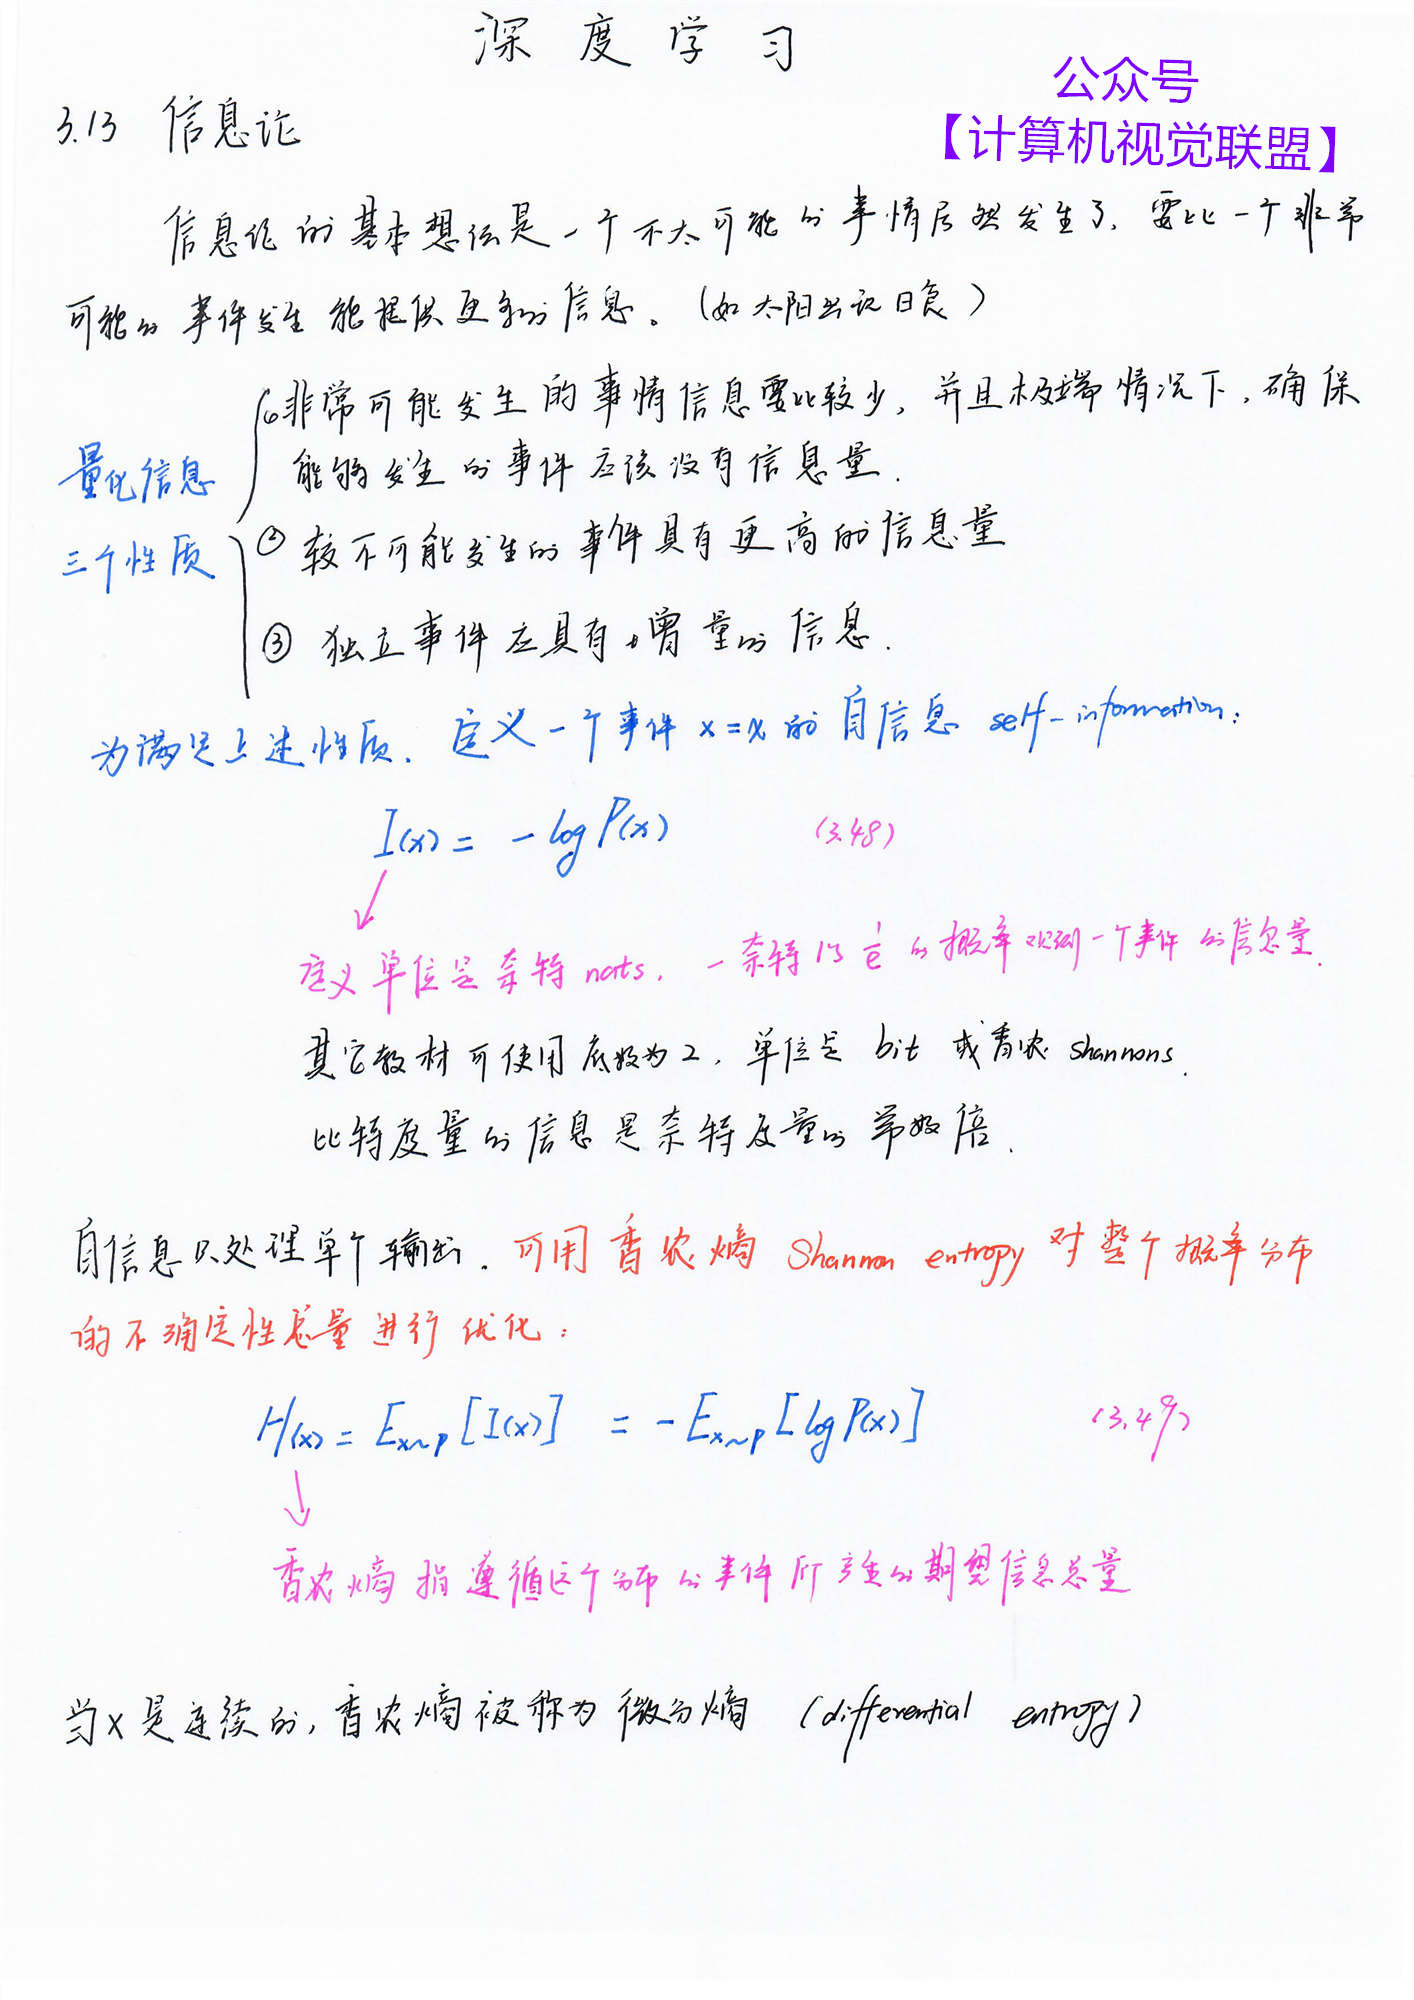 深度学习
公众号
【计算机视觉联盟】
3.13 信息论
信息论的基本想法是一个不太可能的事情居然发生了，要比一个非常
可能的事件发生能提供更多的信息。（如太阳出现日食）
①非常可能发生的事情信息要比较少，并且极端情况下，确保
能够发生的事件应该没有信息量.
量化信息
三个性质
② 较不可能发生的事件具有更高的信息量
③ 独立事件应具有增量的信息.
为满足上述性质. 定义一个事件 x=x 的自信息 self-information:
I(x) = -log P(x) (3.48)
定义单位是奈特 nats, 一奈特以 1/e 的概率观测一个事件的信息量.
其它教材可使用底数为2, 单位是 bit 或香农 shannons.
比特度量的信息是奈特度量的常数倍.
自信息只处理单个输出. 可用香农熵 Shannon entropy 对整个概率分布
的不确定性总量进行优化:
H(x) = Ex~p[I(x)] = -Ex~p[log P(x)] (3.49)
香农熵指遵循这个分布的事件所产生的期望信息总量
当x是连续的, 香农熵被称为微分熵 (differential entropy)